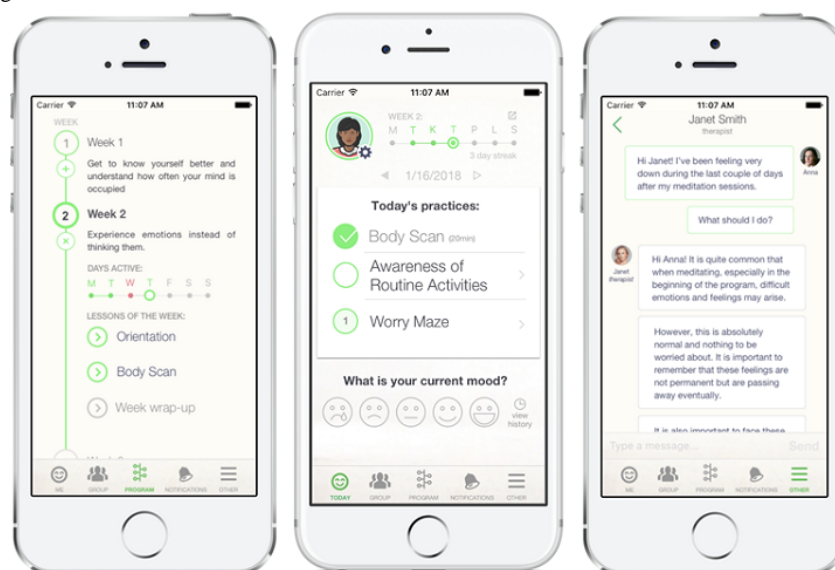 g
Carrier 11:07 AM
WEEK
1 Week 1
Get to know yourself better and
understand how often your mind is
occupied
2 Week 2
Experience emotions instead of
thinking them.
DAYS ACTIVE:
M T W T F S S
LESSONS OF THE WEEK:
Orientation
Body Scan
Week wrap-up
ME GROUP PROGRAM NOTIFICATIONS OTHER
Carrier 11:07 AM
WEEK 2:
M T K T P L S
3 day streak
1/16/2018
Today's practices:
Body Scan (20min)
Awareness of
Routine Activities
1 Worry Maze
What is your current mood?
view
history
TODAY GROUP PROGRAM NOTIFICATIONS OTHER
Carrier 11:07 AM
Janet Smith
therapist
Hi Janet! I've been feeling very
down during the last couple of days
after my meditation sessions.
Anna
What should I do?
Janet
therapist
Hi Anna! It is quite common that
when meditating, especially in the
beginning of the program, difficult
emotions and feelings may arise.
However, this is absolutely
normal and nothing to be
worried about. It is important to
remember that these feelings are
not permanent but are passing
away eventually.
It is also important to face these
Type a message... Send
ME GROUP PROGRAM NOTIFICATIONS OTHER